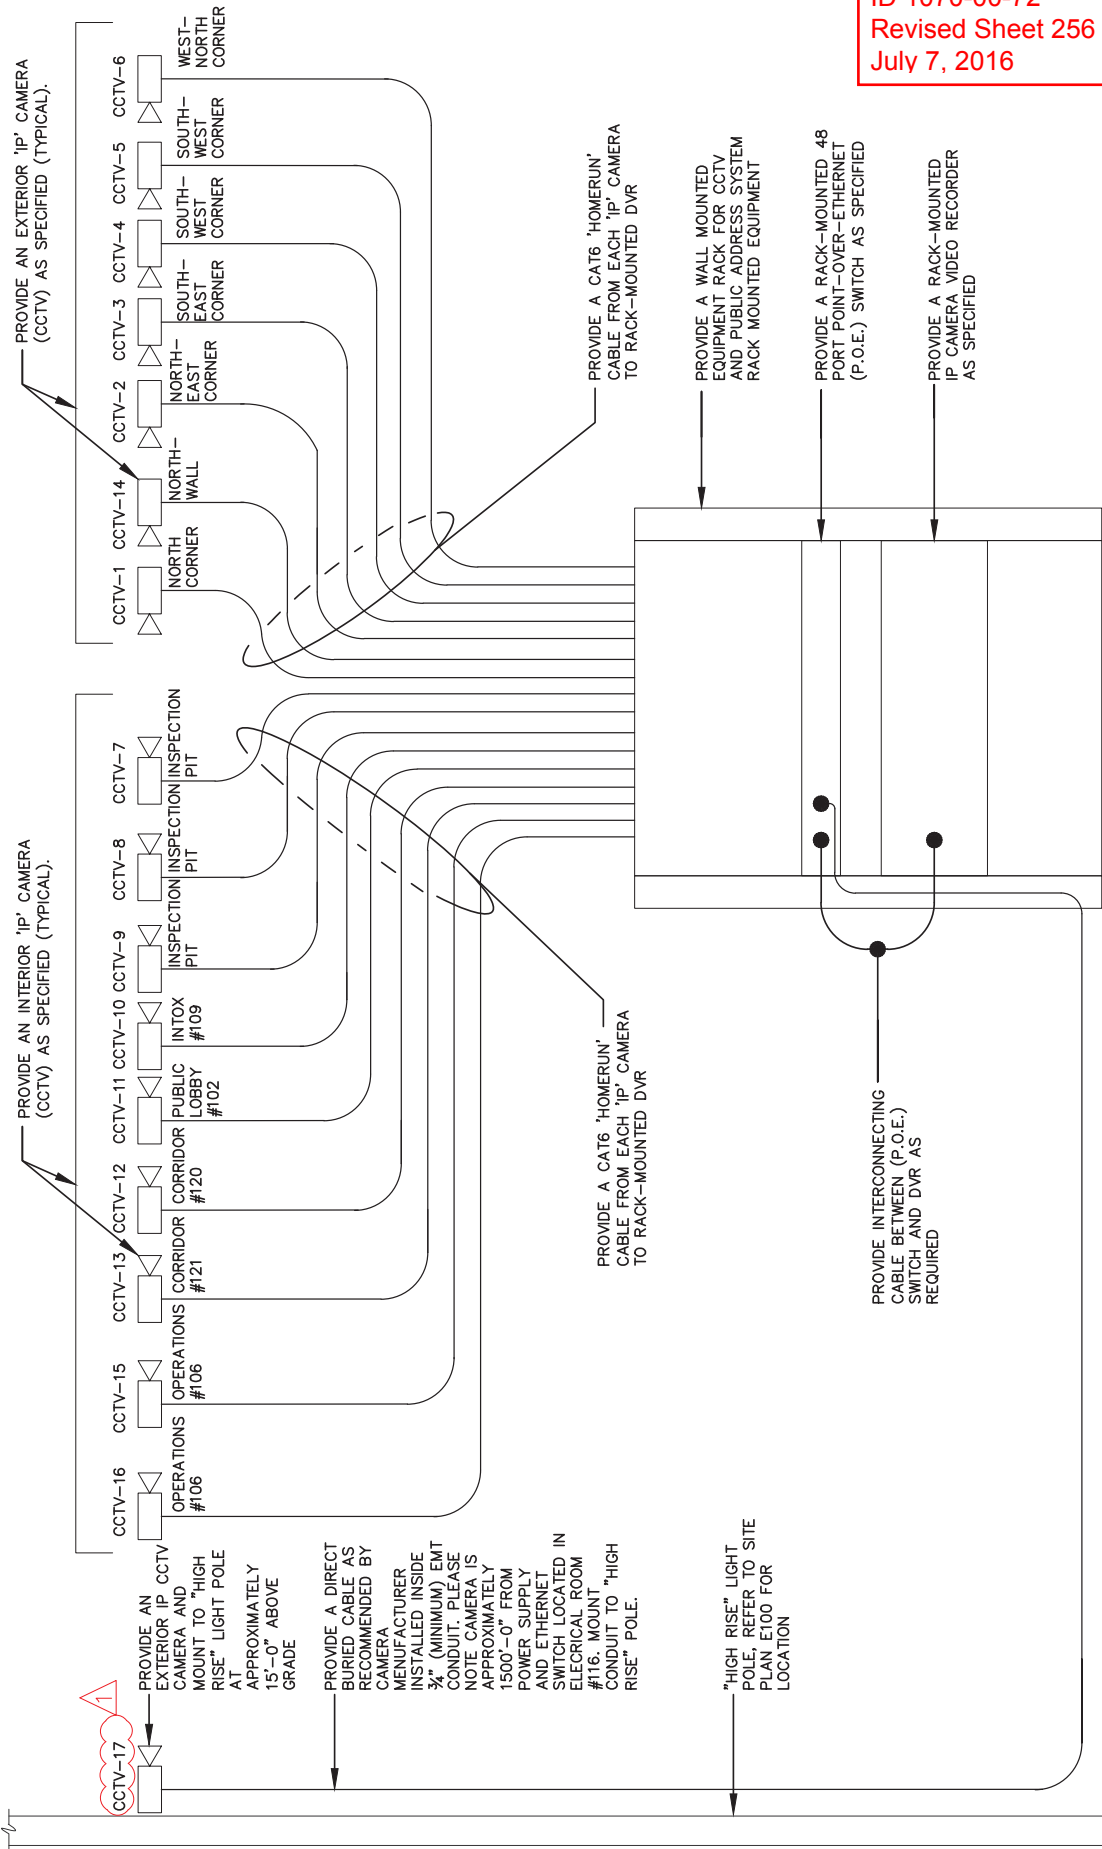 ID 1070-00-72
Revised Sheet 256
July 7, 2016
PROVIDE AN INTERIOR 'IP' CAMERA
(CCTV) AS SPECIFIED (TYPICAL).
PROVIDE AN EXTERIOR 'IP' CAMERA
(CCTV) AS SPECIFIED (TYPICAL).
1
CCTV-17
PROVIDE AN
EXTERIOR IP CCTV
CAMERA AND
MOUNT TO "HIGH
RISE" LIGHT POLE
AT
APPROXIMATELY
15'-0" ABOVE
GRADE
CCTV-16
OPERATIONS
#106
CCTV-15
OPERATIONS
#106
CCTV-13
CORRIDOR
#121
CCTV-12
CORRIDOR
#120
CCTV-11
PUBLIC
LOBBY
#102
CCTV-10
INTOX
#109
CCTV-9
INSPECTION
PIT
CCTV-8
INSPECTION
PIT
CCTV-7
INSPECTION
PIT
CCTV-1
NORTH
CORNER
CCTV-14
NORTH-
WALL
CCTV-2
NORTH-
EAST
CORNER
CCTV-3
SOUTH-
EAST
CORNER
CCTV-4
SOUTH-
WEST
CORNER
CCTV-5
SOUTH-
WEST
CORNER
CCTV-6
WEST-
NORTH
CORNER
PROVIDE A DIRECT
BURIED CABLE AS
RECOMMENDED BY
CAMERA
MENUFACTURER
INSTALLED INSIDE
¾" (MINIMUM) EMT
CONDUIT. PLEASE
NOTE CAMERA IS
APPROXIMATELY
1500'-0" FROM
POWER SUPPLY
AND ETHERNET
SWITCH LOCATED IN
ELECRICAL ROOM
#116. MOUNT
CONDUIT TO "HIGH
RISE" POLE.
PROVIDE A CAT6 'HOMERUN'
CABLE FROM EACH 'IP' CAMERA
TO RACK-MOUNTED DVR
PROVIDE A CAT6 'HOMERUN'
CABLE FROM EACH 'IP' CAMERA
TO RACK-MOUNTED DVR
"HIGH RISE" LIGHT
POLE, REFER TO SITE
PLAN E100 FOR
LOCATION
PROVIDE INTERCONNECTING
CABLE BETWEEN (P.O.E.)
SWITCH AND DVR AS
REQUIRED
PROVIDE A WALL MOUNTED
EQUIPMENT RACK FOR CCTV
AND PUBLIC ADDRESS SYSTEM
RACK MOUNTED EQUIPMENT
PROVIDE A RACK-MOUNTED 48
PORT POINT-OVER-ETHERNET
(P.O.E.) SWITCH AS SPECIFIED
PROVIDE A RACK-MOUNTED
IP CAMERA VIDEO RECORDER
AS SPECIFIED